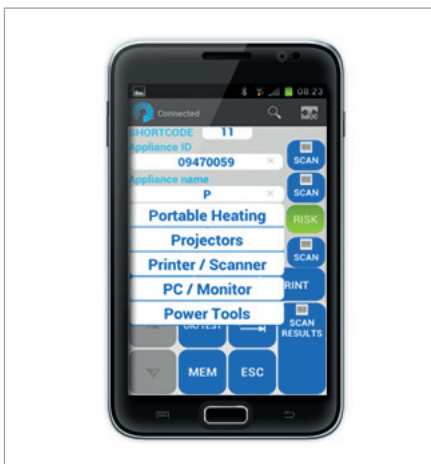 08:23
Connected
SHORTCODE 11
Appliance ID
09470059 × SCAN
Appliance name
P × SCAN
Portable Heating RISK
Projectors
SCAN
Printer / Scanner
PC / Monitor
Power Tools
SCAN
RESULTS
MEM ESC